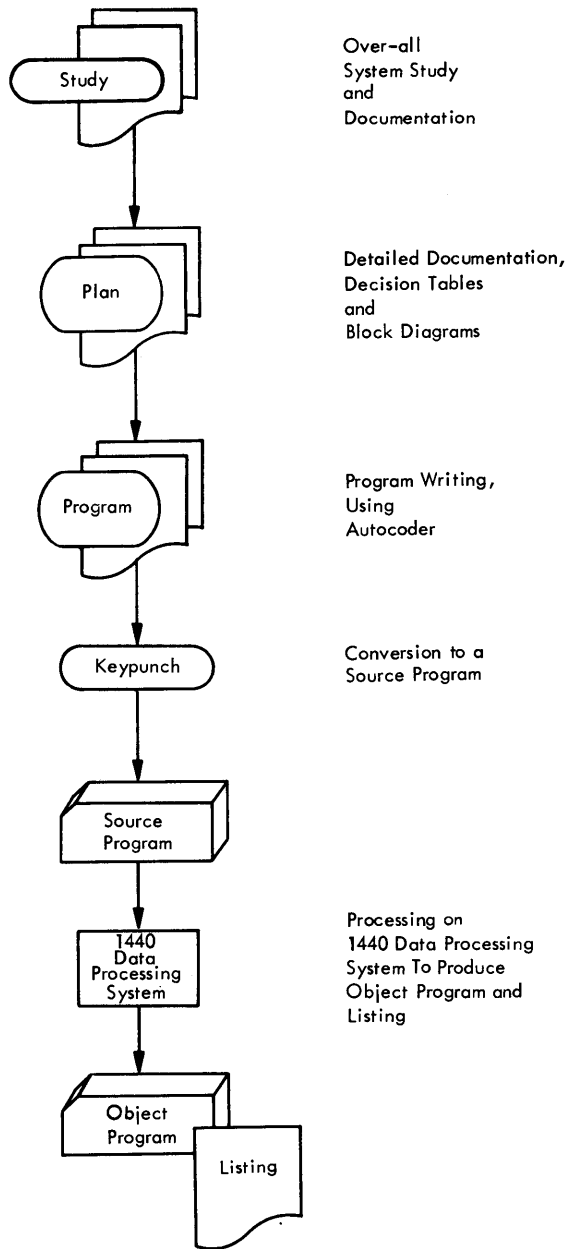 Study
Over-all
System Study
and
Documentation
Plan
Detailed Documentation,
Decision Tables
and
Block Diagrams
Program
Program Writing,
Using
Autocoder
Keypunch
Conversion to a
Source Program
Source
Program
1440
Data
Processing
System
Processing on
1440 Data Processing
System To Produce
Object Program and
Listing
Object
Program
Listing